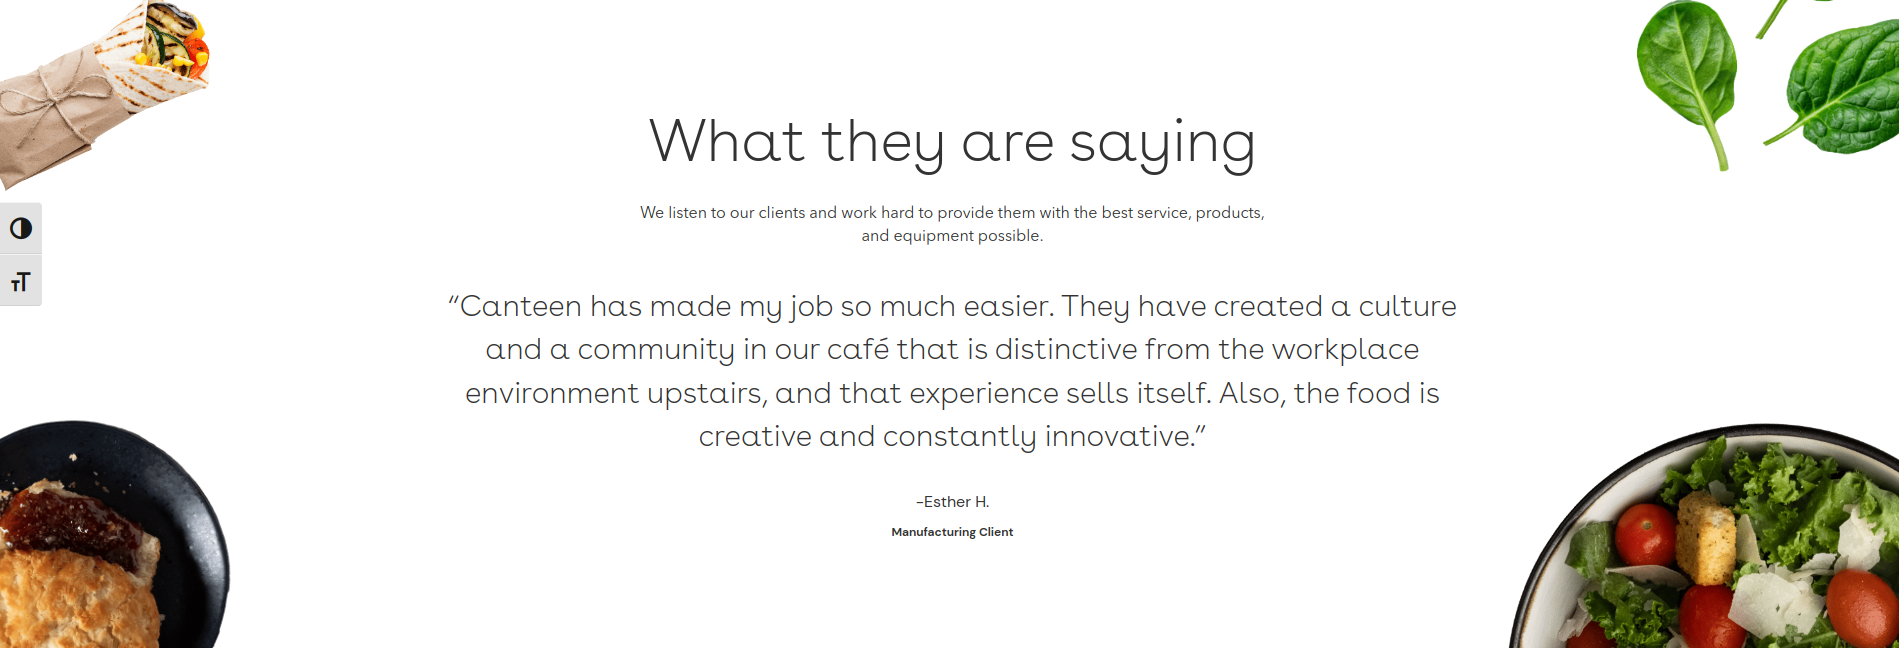 What they are saying
We listen to our clients and work hard to provide them with the best service, products,
and equipment possible.
“Canteen has made my job so much easier. They have created a culture
and a community in our café that is distinctive from the workplace
environment upstairs, and that experience sells itself. Also, the food is
creative and constantly innovative.”
–Esther H.
Manufacturing Client
TT